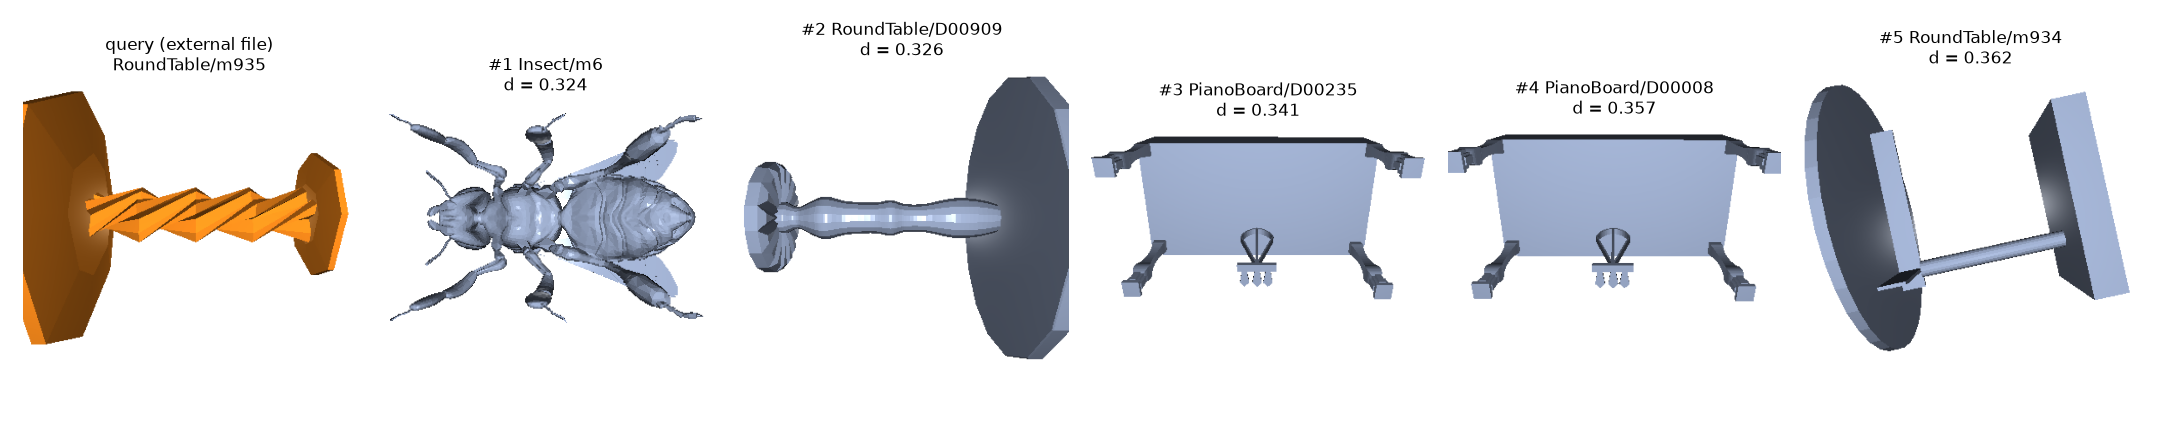 query (external file)
RoundTable/m935
#1 Insect/m6
d = 0.324
#2 RoundTable/D00909
d = 0.326
#3 PianoBoard/D00235
d = 0.341
#4 PianoBoard/D00008
d = 0.357
#5 RoundTable/m934
d = 0.362